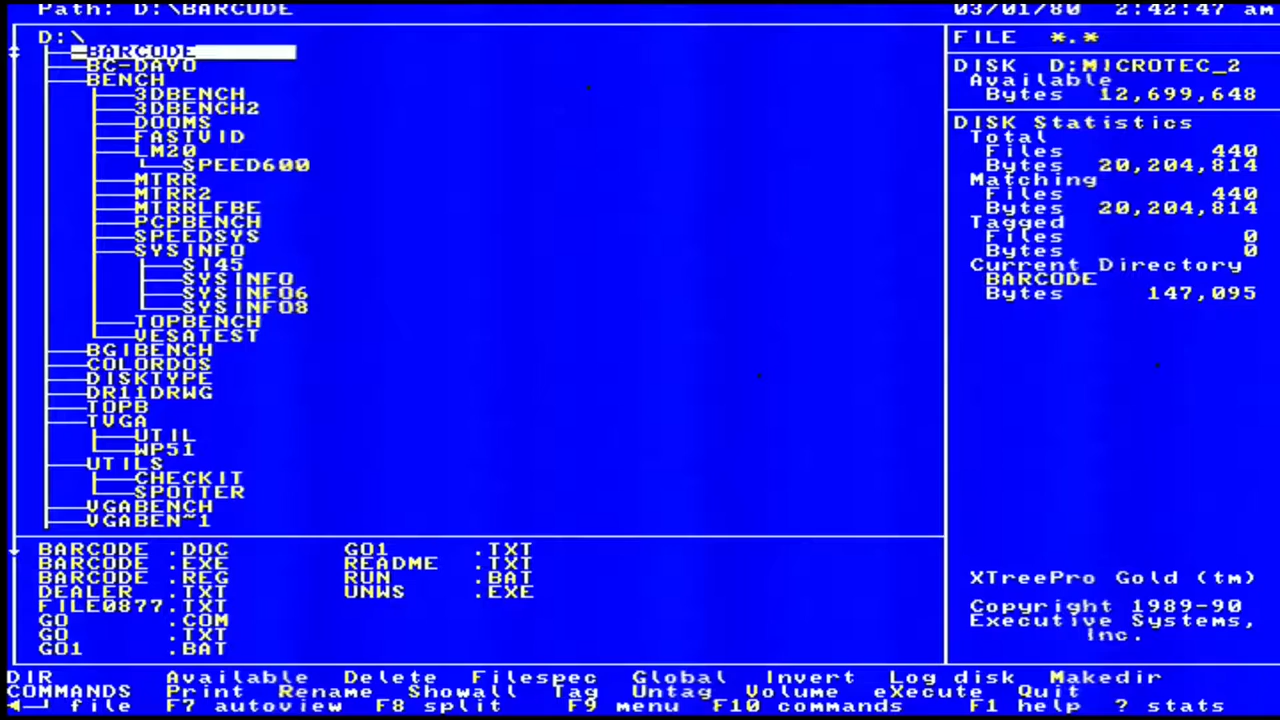 Path: D:\BARCODE 03/01/80 2:42:47 am
D:\
BARCODE
BC-DAYO
BENCH
3DBENCH
3DBENCH2
DOOMS
FASTVID
LM20
SPEED600
MTRR
MTRR2
MTRRLFBE
PCPBENCH
SPEEDSYS
SYSINFO
SI45
SYSINFO
SYSINFO6
SYSINFO8
TOPBENCH
VESATEST
BGIBENCH
COLORDOS
DISKTYPE
DR11DRWG
TOPB
TVGA
UTIL
WP51
UTILS
CHECKIT
SPOTTER
VGABENCH
VGABEN~1
FILE *.*
DISK D:MICROTEC_2
Available
Bytes 12,699,648
DISK Statistics
Total
Files 440
Bytes 20,204,814
Matching
Files 440
Bytes 20,204,814
Tagged
Files 0
Bytes 0
Current Directory
BARCODE
Bytes 147,095
BARCODE .DOC GO1 .TXT
BARCODE .EXE README .TXT
BARCODE .REG RUN .BAT
DEALER .TXT UNWS .EXE
FILE0877.TXT
GO .COM
GO .TXT
GO1 .BAT
XTreePro Gold (tm)
Copyright 1989-90
Executive Systems,
Inc.
DIR Available Delete Filespec Global Invert Log disk Makedir
COMMANDS Print Rename Showall Tag Untag Volume eXecute Quit
◄─┘ file F7 autoview F8 split F9 menu F10 commands F1 help ? stats